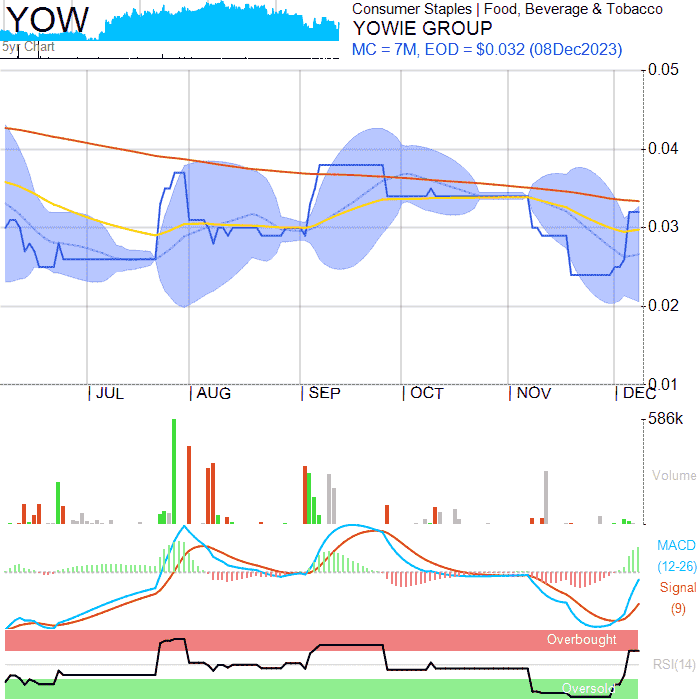 YOW
5yr Chart
Consumer Staples | Food, Beverage & Tobacco
YOWIE GROUP
MC = 7M, EOD = $0.032 (08Dec2023)
0.05
0.04
0.03
0.02
0.01
JUL AUG SEP OCT NOV DEC
586k
Volume
MACD
(12-26)
Signal
(9)
Overbought
RSI(14)
Oversold